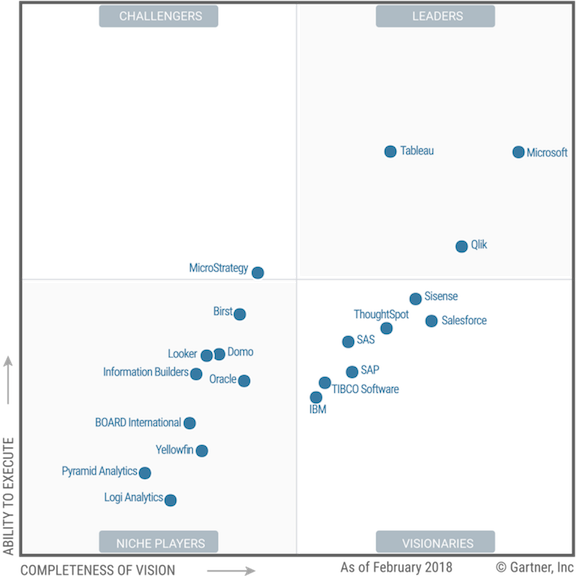 CHALLENGERS
LEADERS
Tableau
Microsoft
Qlik
MicroStrategy
Sisense
Birst
ThoughtSpot
Salesforce
SAS
Looker
Domo
Information Builders
SAP
Oracle
TIBCO Software
IBM
BOARD International
Yellowfin
Pyramid Analytics
Logi Analytics
ABILITY TO EXECUTE
NICHE PLAYERS
VISIONARIES
COMPLETENESS OF VISION
As of February 2018
© Gartner, Inc